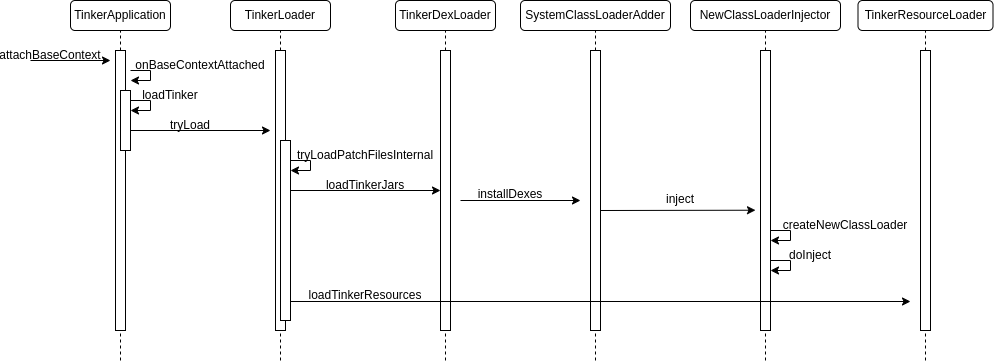 TinkerApplication
TinkerLoader
TinkerDexLoader
SystemClassLoaderAdder
NewClassLoaderInjector
TinkerResourceLoader
attachBaseContext
onBaseContextAttached
loadTinker
tryLoad
tryLoadPatchFilesInternal
loadTinkerJars
installDexes
inject
createNewClassLoader
doInject
loadTinkerResources